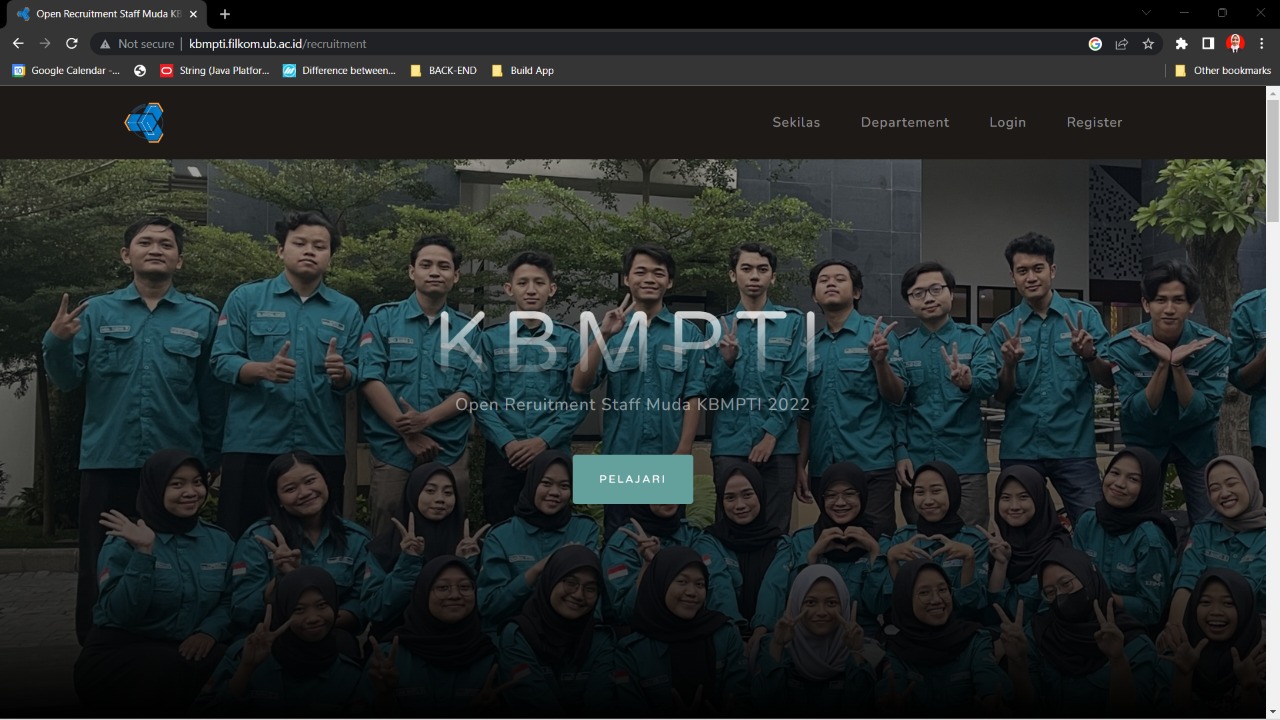 Open Recruitment Staff Muda KB
Not secure
kbmpti.filkom.ub.ac.id/recruitment
Google Calendar -...
String (Java Platfor...
Difference between...
BACK-END
Build App
Other bookmarks
Sekilas
Departement
Login
Register
KBMPTI
Open Reruitment Staff Muda KBMPTI 2022
PELAJARI